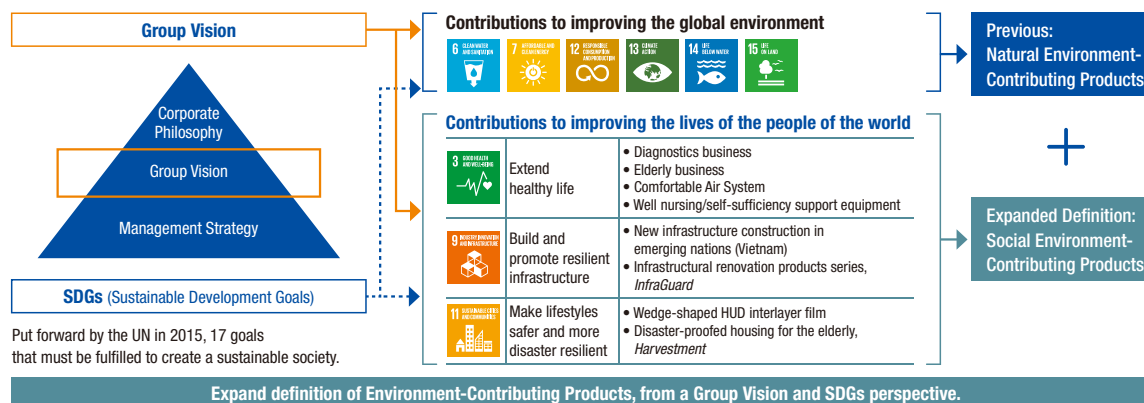 Group Vision
Corporate
Philosophy
Group Vision
Management Strategy
SDGs (Sustainable Development Goals)
Put forward by the UN in 2015, 17 goals
that must be fulfilled to create a sustainable society.
Contributions to improving the global environment
6 CLEAN WATER
AND SANITATION
7 AFFORDABLE AND
CLEAN ENERGY
12 RESPONSIBLE
CONSUMPTION
AND PRODUCTION
13 CLIMATE
ACTION
14 LIFE
BELOW WATER
15 LIFE
ON LAND
Contributions to improving the lives of the people of the world
3 GOOD HEALTH
AND WELL-BEING
Extend
healthy life
• Diagnostics business
• Elderly business
• Comfortable Air System
• Well nursing/self-sufficiency support equipment
9 INDUSTRY, INNOVATION
AND INFRASTRUCTURE
Build and
promote resilient
infrastructure
• New infrastructure construction in
emerging nations (Vietnam)
• Infrastructural renovation products series,
InfraGuard
11 SUSTAINABLE CITIES
AND COMMUNITIES
Make lifestyles
safer and more
disaster resilient
• Wedge-shaped HUD interlayer film
• Disaster-proofed housing for the elderly,
Harvestment
Previous:
Natural Environment-
Contributing Products
+
Expanded Definition:
Social Environment-
Contributing Products
Expand definition of Environment-Contributing Products, from a Group Vision and SDGs perspective.